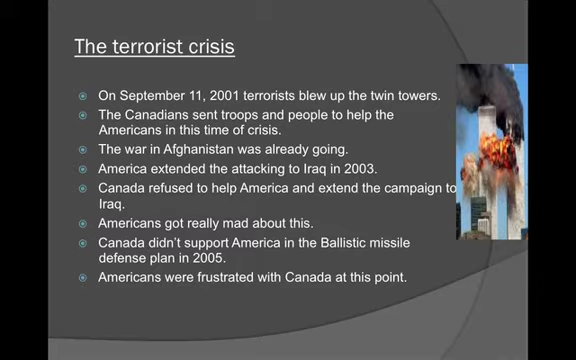 The terrorist crisis
On September 11, 2001 terrorists blew up the twin towers.
The Canadians sent troops and people to help the
Americans in this time of crisis.
The war in Afghanistan was already going.
America extended the attacking to Iraq in 2003.
Canada refused to help America and extend the campaign to
Iraq.
Americans got really mad about this.
Canada didn't support America in the Ballistic missile
defense plan in 2005.
Americans were frustrated with Canada at this point.